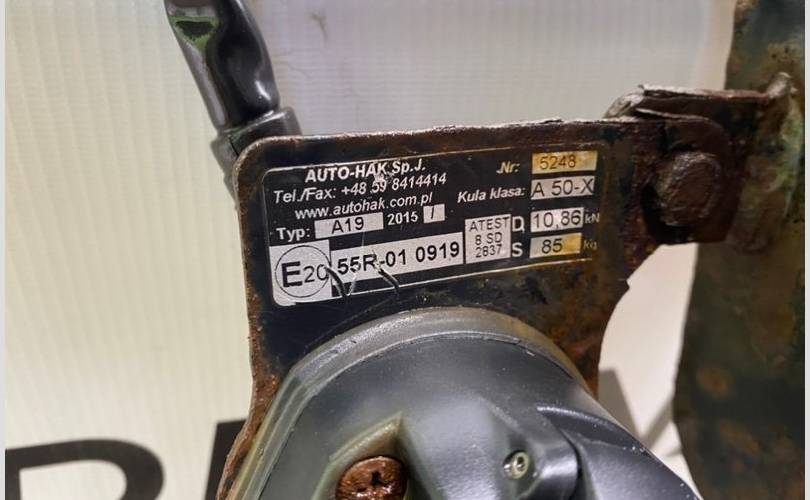 AUTO-HAK Sp.J.
Tel./Fax: +48 59 8414414
www.autohak.com.pl
Typ: A19 2015 /
E20 55R-01 0919
Nr: 5248
Kula klasa: A 50-X
ATEST
B SD
2837
D 10,86 kN
S 85 kg